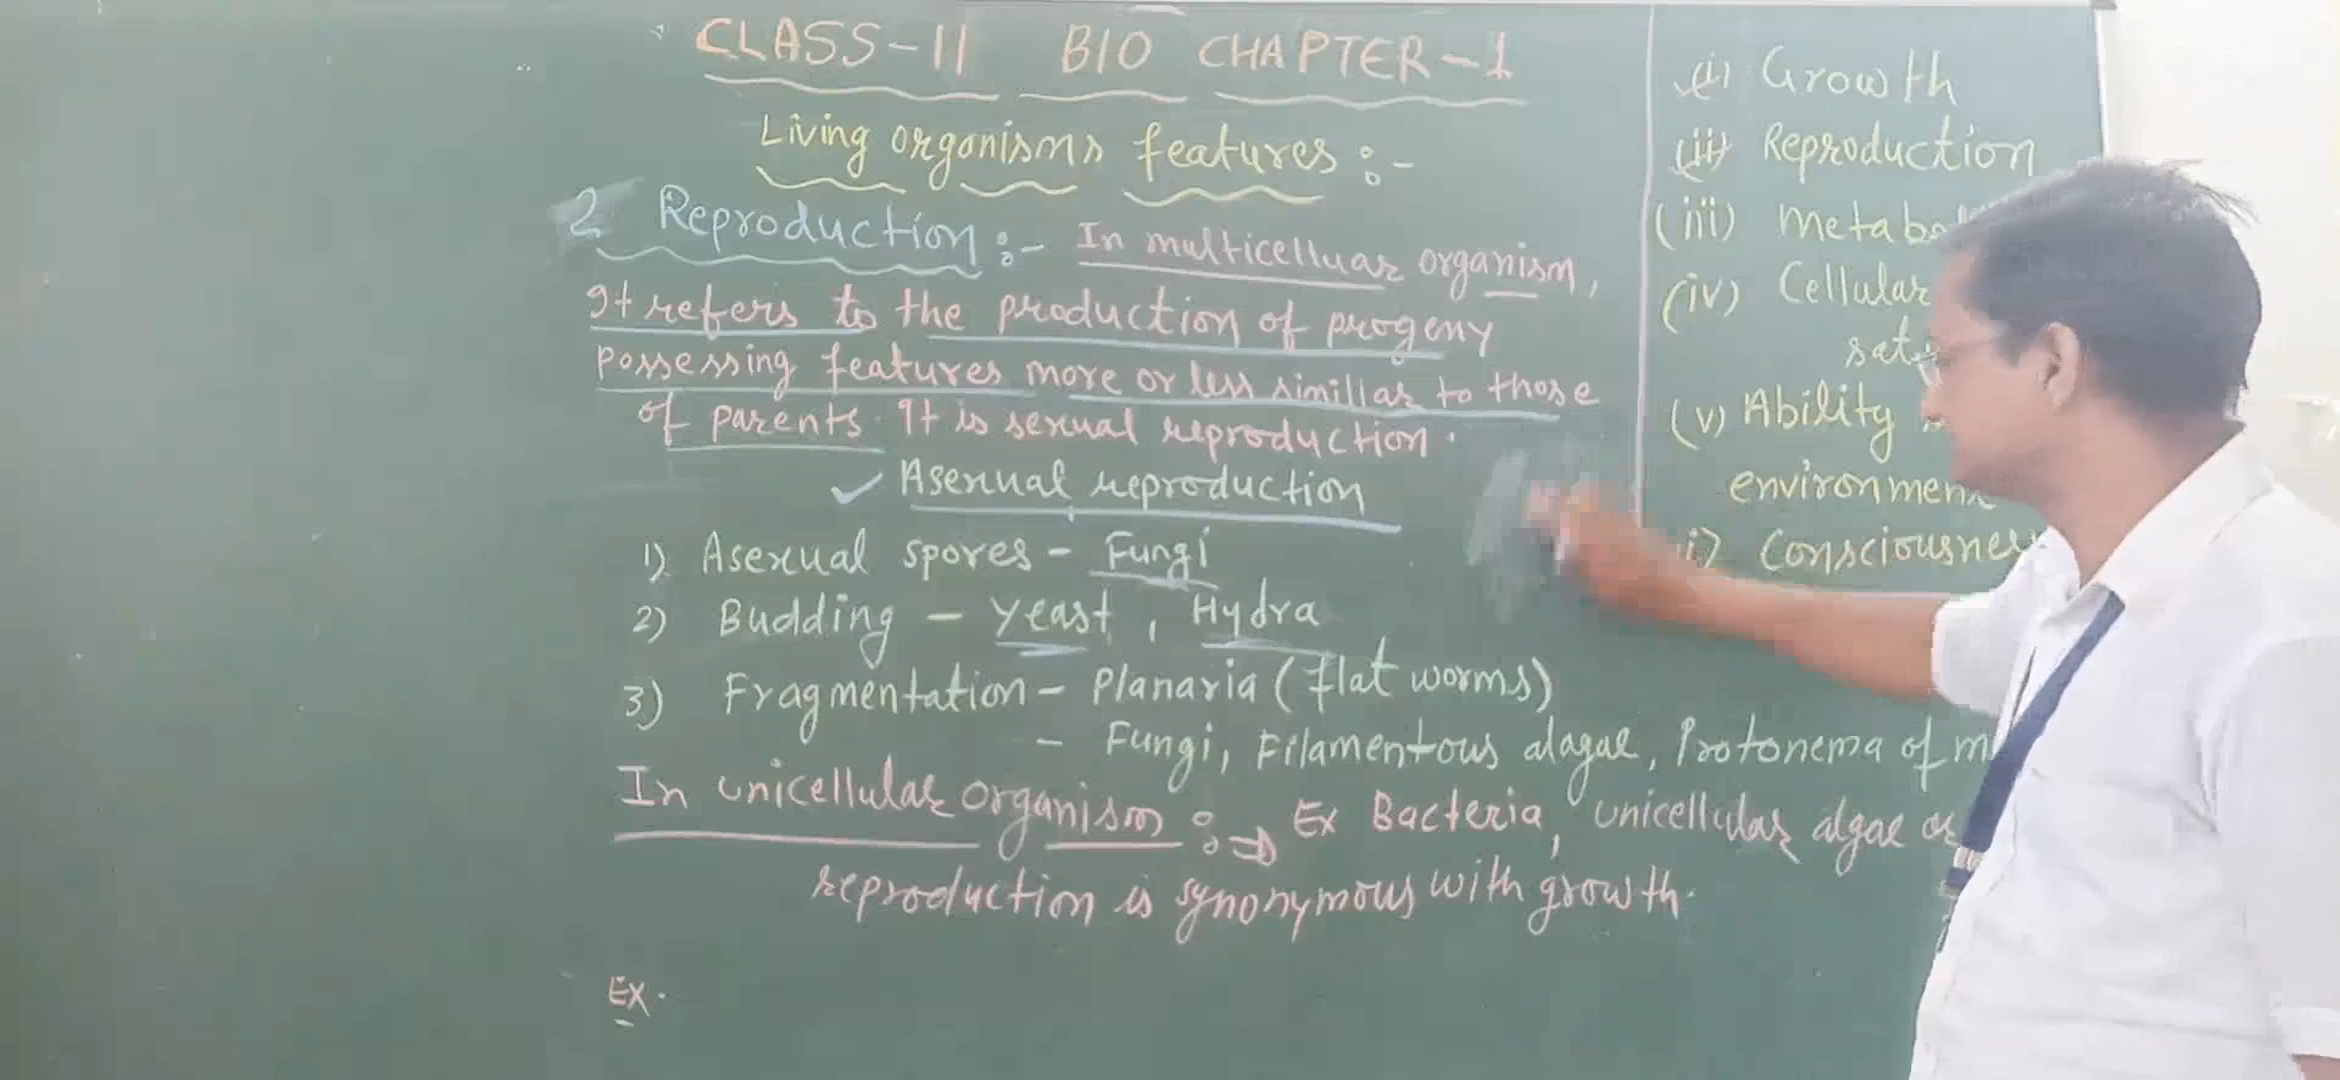 CLASS-11 BIO CHAPTER-1
Living organisms features :-
2 Reproduction :- In multicelluar organism,
It refers to the production of progeny
possessing features more or less simillar to those
of parents. It is sexual reproduction.
✓ Asexual reproduction
1) Asexual spores - Fungi
2) Budding - Yeast, Hydra
3) Fragmentation - Planaria (flat worms)
- Fungi, Filamentous alagae, Protonema of
In unicellular organism :⇒ Ex Bacteria, unicellular algae or
reproduction is synonymous with growth.
Ex.
(i) Growth
(ii) Reproduction
(iii) Metabo
(iv) Cellular
(v) Ability
environmen
i) Consciousne